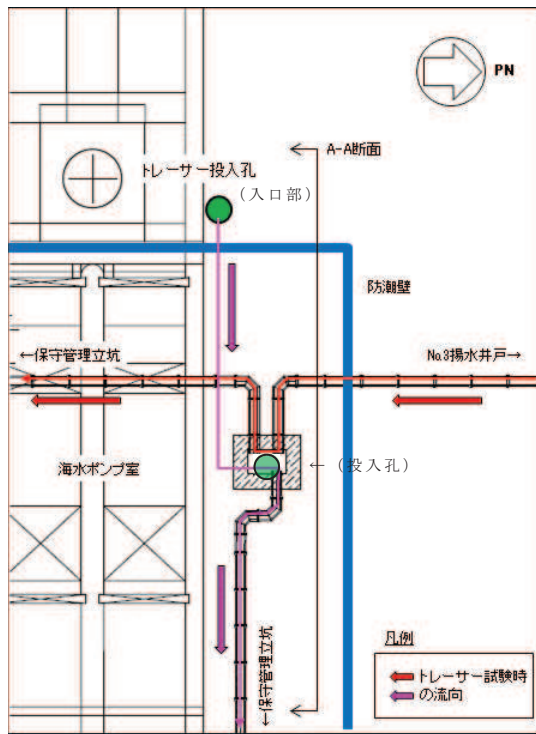 PN
A-A断面
トレーサー投入孔
(入口部)
防潮壁
←保守管理立坑
No.3揚水井戸→
海水ポンプ室
←(投入孔)
←保守管理立坑
凡例
トレーサー試験時
の流向